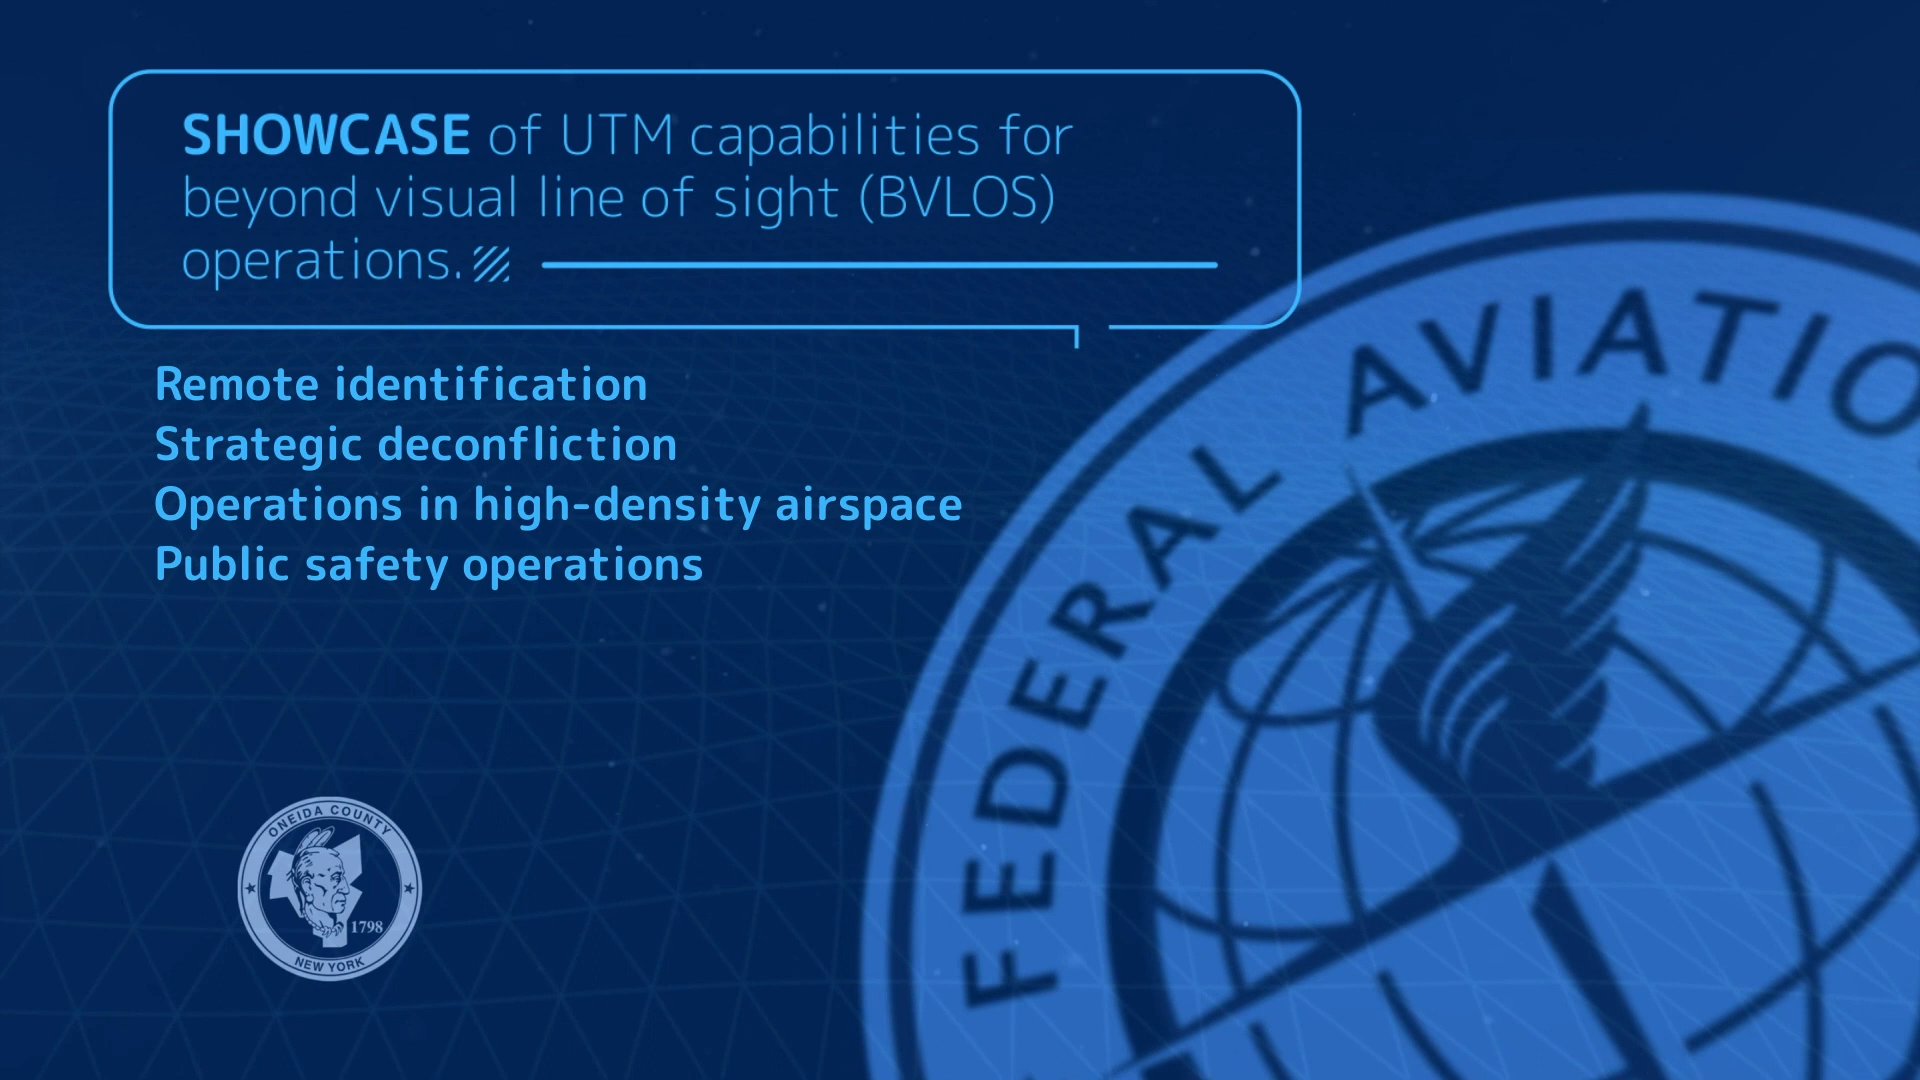 SHOWCASE of UTM capabilities for
beyond visual line of sight (BVLOS)
operations.
Remote identification
Strategic deconfliction
Operations in high-density airspace
Public safety operations
FEDERAL AVIATIO
ONEIDA COUNTY
1798
NEW YORK